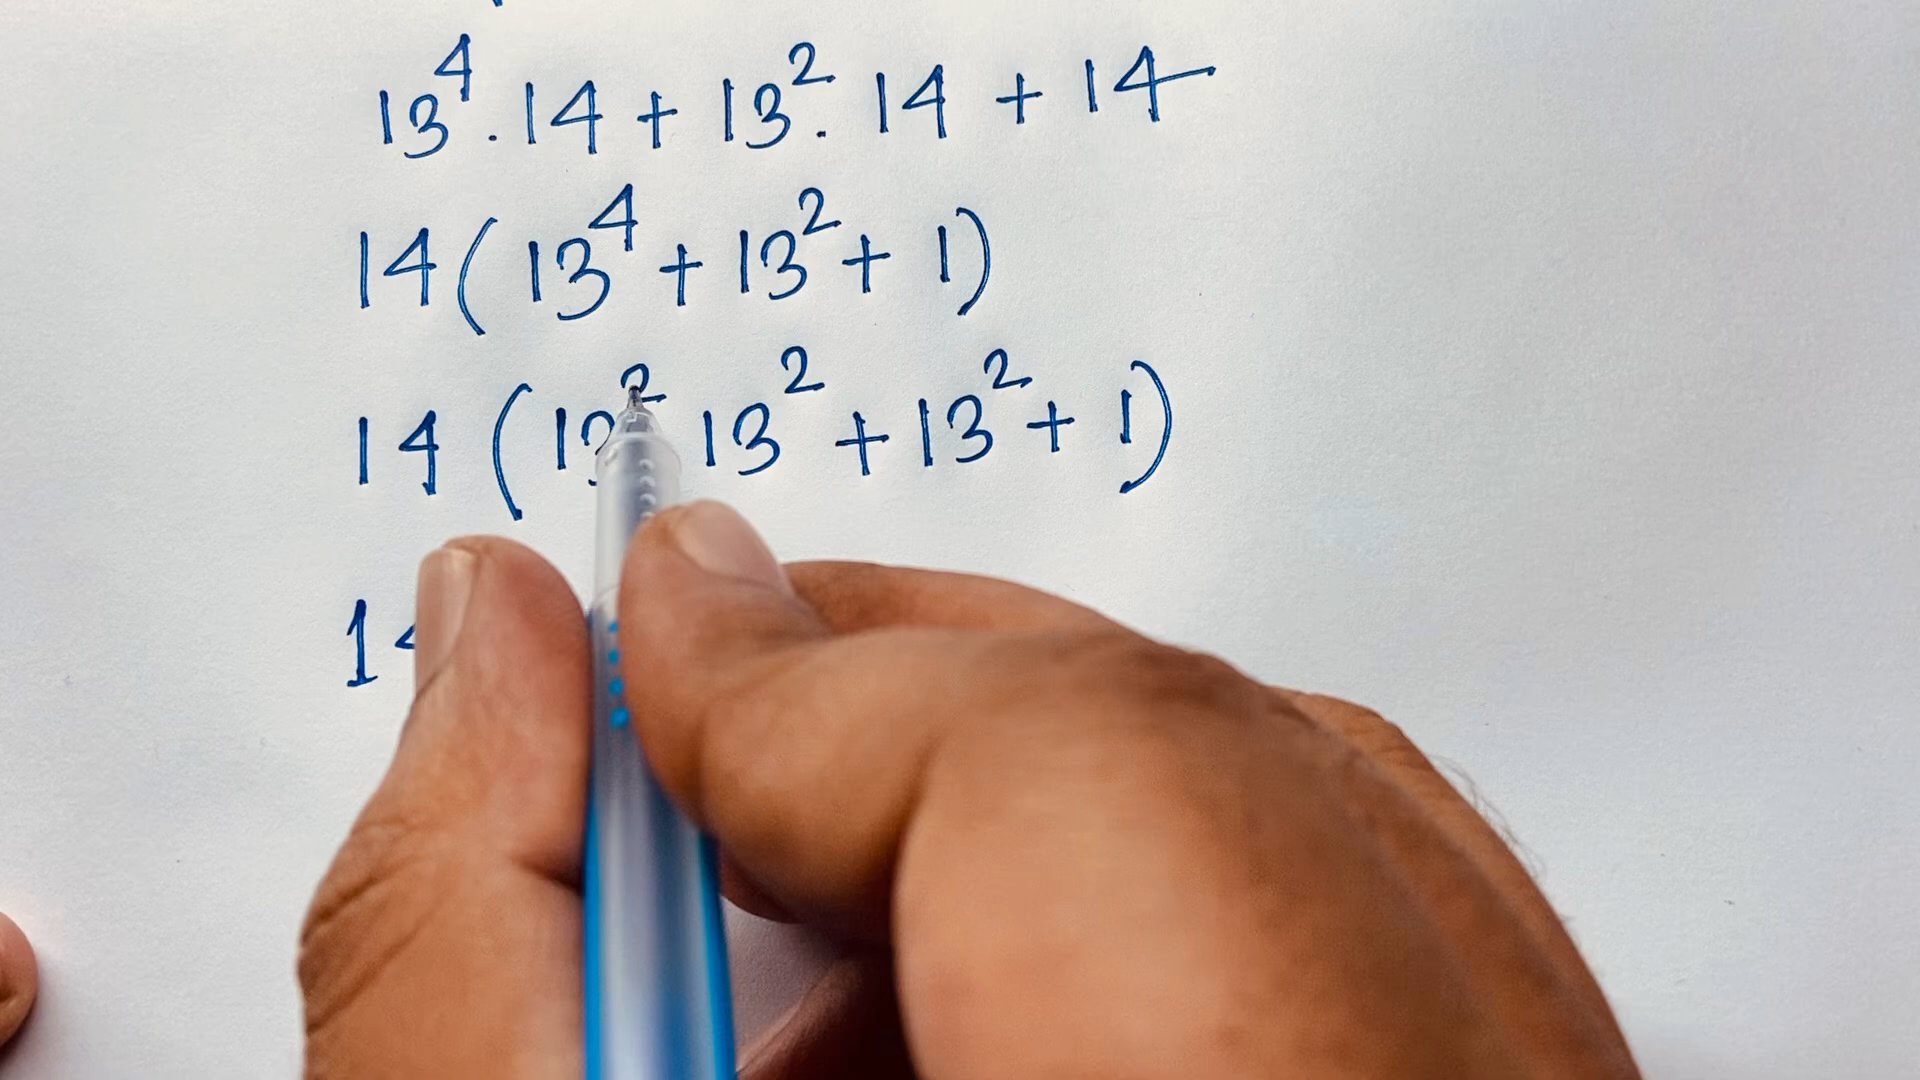 13⁴.14 + 13².14 + 14
14(13⁴ + 13² + 1)
14 (13² 13² + 13² + 1)
1